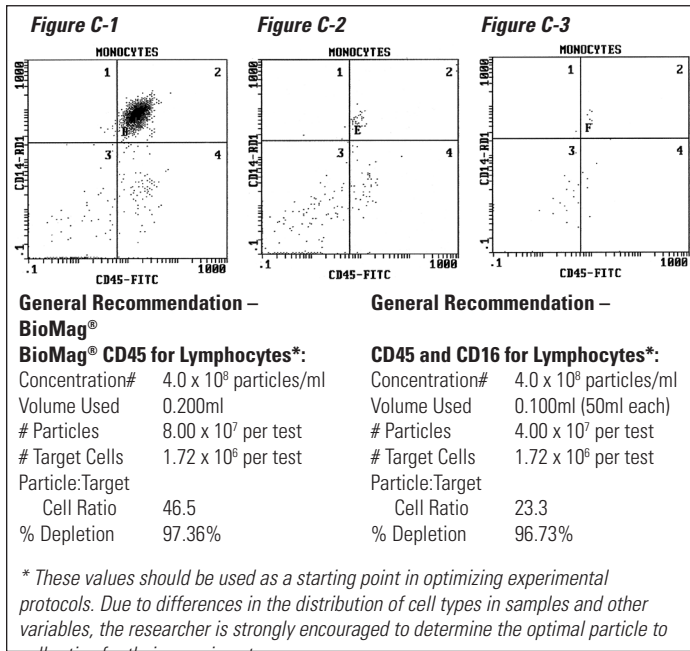 Figure C-1
Figure C-2
Figure C-3
MONOCYTES
1
2
3
4
D
1000
CD14-RD1
.1
.1
1000
CD45-FITC
MONOCYTES
1
2
3
4
E
1000
CD14-RD1
.1
.1
1000
CD45-FITC
MONOCYTES
1
2
3
4
F
1000
CD14-RD1
.1
.1
1000
CD45-FITC
General Recommendation –
BioMag®
BioMag® CD45 for Lymphocytes*:
Concentration# 4.0 x 10⁸ particles/ml
Volume Used 0.200ml
# Particles 8.00 x 10⁷ per test
# Target Cells 1.72 x 10⁶ per test
Particle:Target
Cell Ratio 46.5
% Depletion 97.36%
General Recommendation –
CD45 and CD16 for Lymphocytes*:
Concentration# 4.0 x 10⁸ particles/ml
Volume Used 0.100ml (50ml each)
# Particles 4.00 x 10⁷ per test
# Target Cells 1.72 x 10⁶ per test
Particle:Target
Cell Ratio 23.3
% Depletion 96.73%
* These values should be used as a starting point in optimizing experimental
protocols. Due to differences in the distribution of cell types in samples and other
variables, the researcher is strongly encouraged to determine the optimal particle to